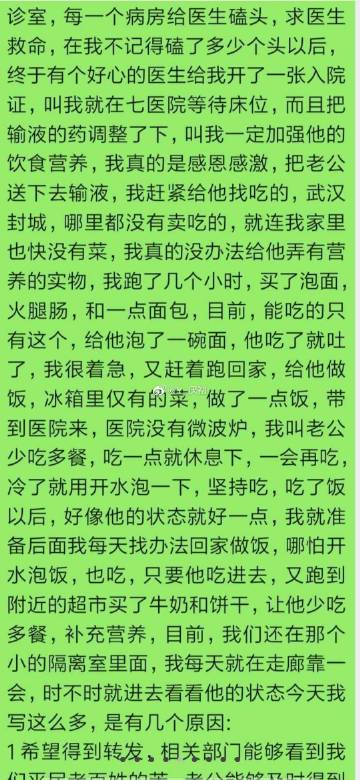 诊室，每一个病房给医生磕头，求医生
救命，在我不记得磕了多少个头以后，
终于有个好心的医生给我开了一张入院
证，叫我就在七医院等待床位，而且把
输液的药调整了下，叫我一定加强他的
饮食营养，我真的是感恩感激，把老公
送下去输液，我赶紧给他找吃的，武汉
封城，哪里都没有卖吃的，就连我家里
也快没有菜，我真的没办法给他弄有营
养的实物，我跑了几个小时，买了泡面，
火腿肠，和一点面包，目前，能吃的只
有这个，给他泡了一碗面，他吃了就吐
了，我很着急，又赶着跑回家，给他做
饭，冰箱里仅有的菜，做了一点饭，带
到医院来，医院没有微波炉，我叫老公
少吃多餐，吃一点就休息下，一会再吃，
冷了就用开水泡一下，坚持吃，吃了饭
以后，好像他的状态就好一点，我就准
备后面我每天找办法回家做饭，哪怕开
水泡饭，也吃，只要他吃进去，又跑到
附近的超市买了牛奶和饼干，让他少吃
多餐，补充营养，目前，我们还在那个
小的隔离室里面，我每天就在走廊靠一
会，时不时就进去看看他的状态今天我
写这么多，是有几个原因:
1希望得到转发，相关部门能够看到我
们平民老百姓的苦，老公能够及时得到